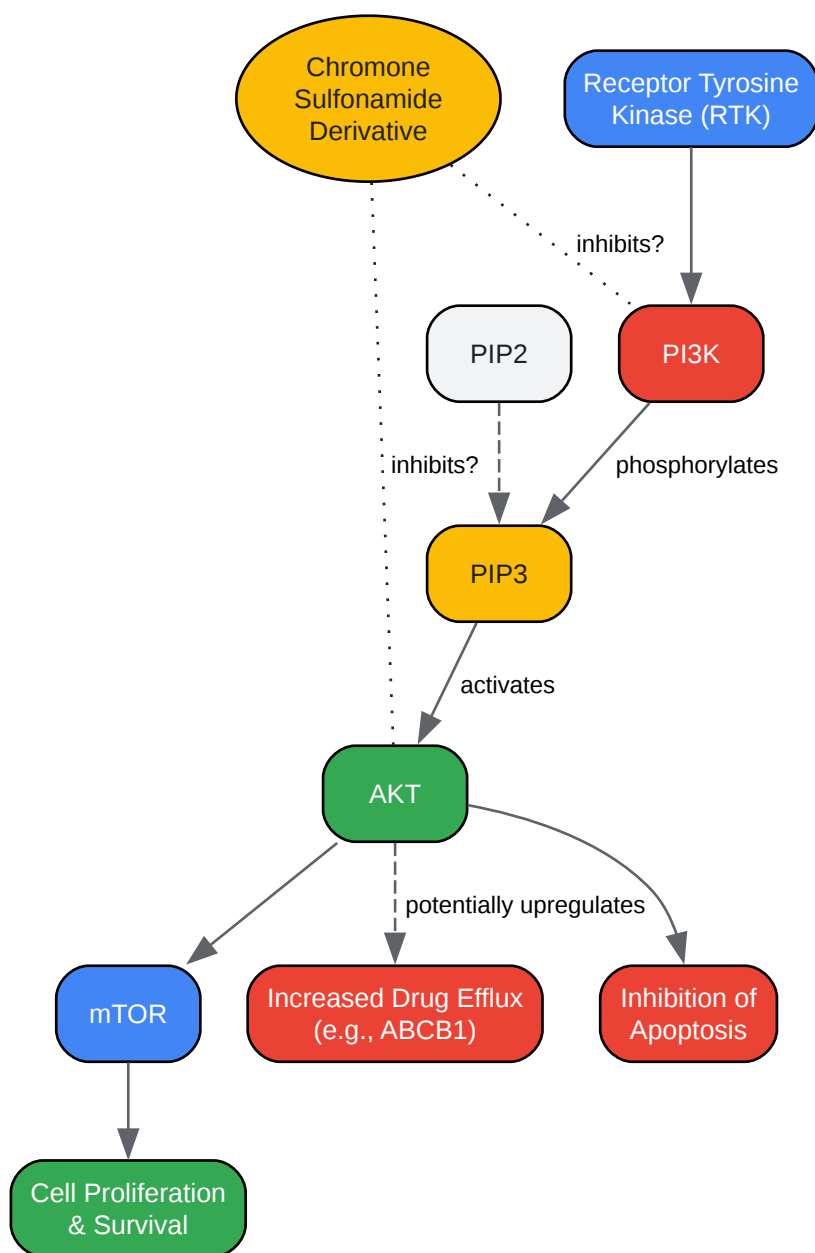 Chromone
Sulfonamide
Derivative
Receptor Tyrosine
Kinase (RTK)
inhibits?
PIP2
PI3K
inhibits?
phosphorylates
PIP3
activates
AKT
potentially upregulates
mTOR
Increased Drug Efflux
(e.g., ABCB1)
Inhibition of
Apoptosis
Cell Proliferation
& Survival